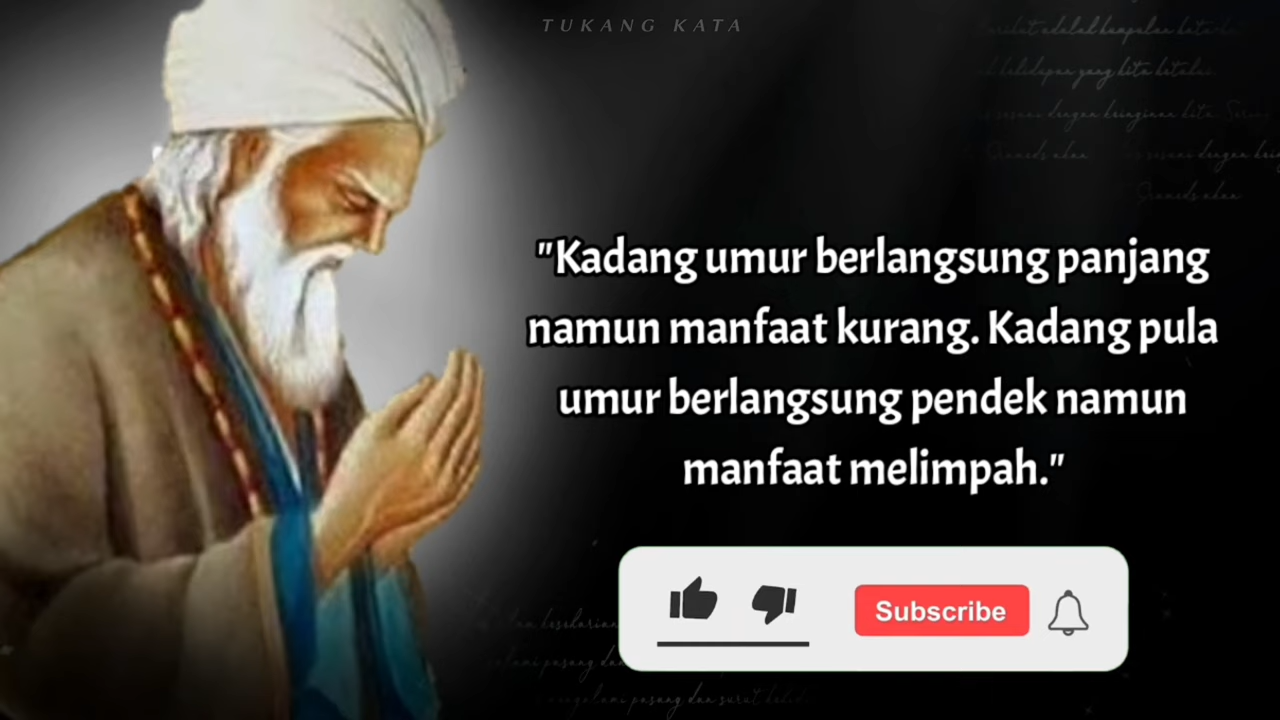 TUKANG KATA
"Kadang umur berlangsung panjang
namun manfaat kurang. Kadang pula
umur berlangsung pendek namun
manfaat melimpah."
Subscribe